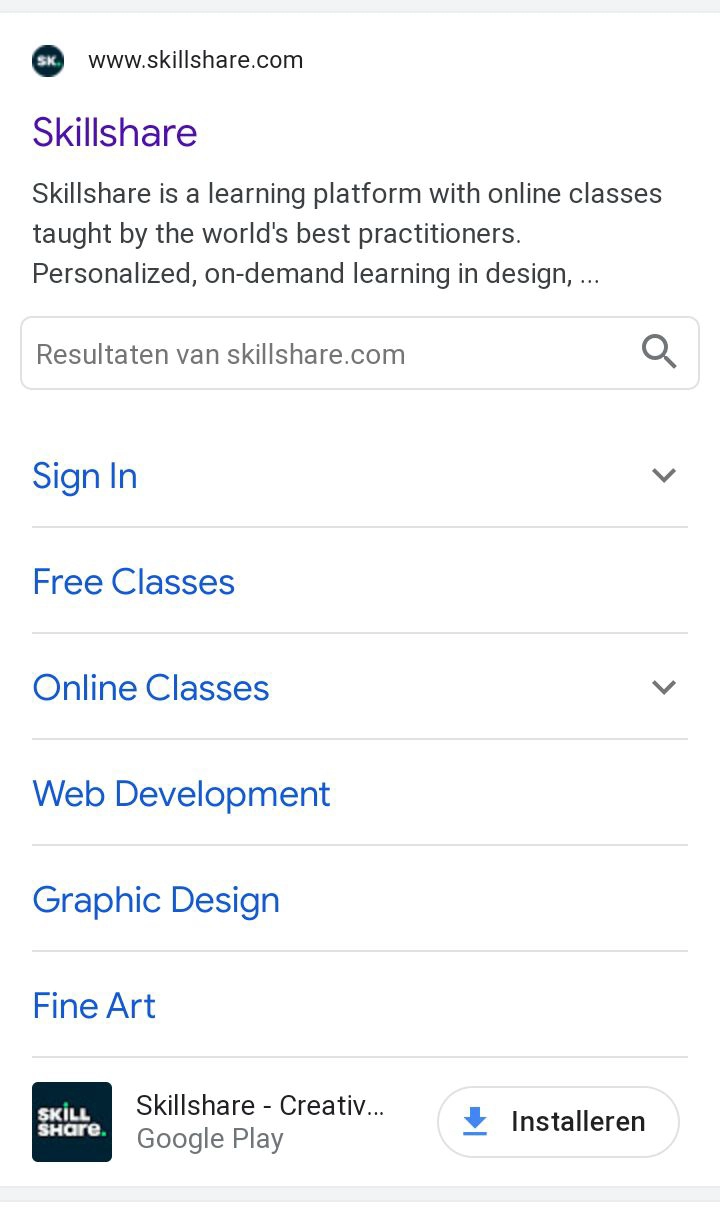 SK.
www.skillshare.com
Skillshare
Skillshare is a learning platform with online classes
taught by the world's best practitioners.
Personalized, on-demand learning in design, ...
Resultaten van skillshare.com
Sign In
Free Classes
Online Classes
Web Development
Graphic Design
Fine Art
SKiLL
SHare.
Skillshare - Creativ...
Google Play
Installeren